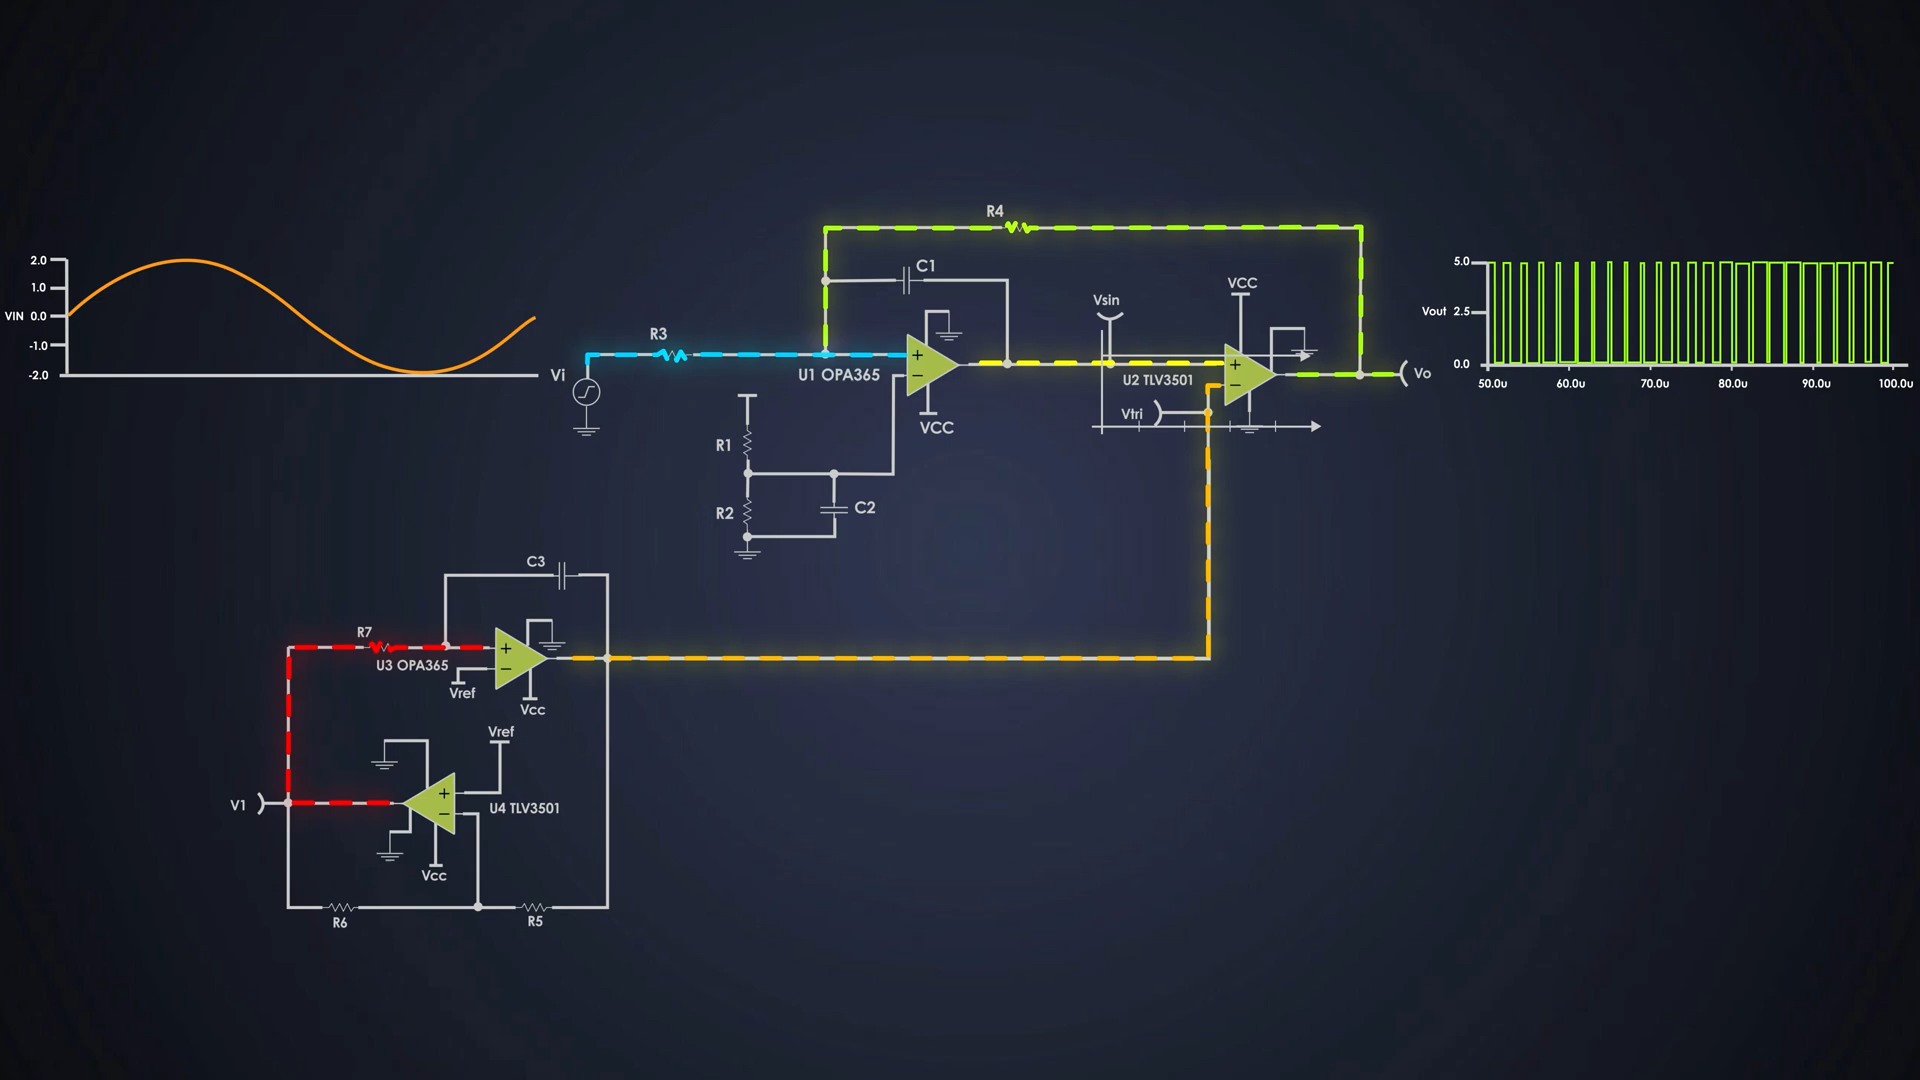 R4
2.0
1.0
VIN 0.0
-1.0
-2.0
C1
5.0
Vout 2.5
0.0
50.0u 60.0u 70.0u 80.0u 90.0u 100.0u
VCC
Vsin
R3
Vi
+
−
U1 OPA365
VCC
+
−
U2 TLV3501
Vtri
Vo
R1
R2
C2
C3
R7
+
−
U3 OPA365
Vref
Vcc
Vref
+
−
U4 TLV3501
V1
Vcc
R6
R5